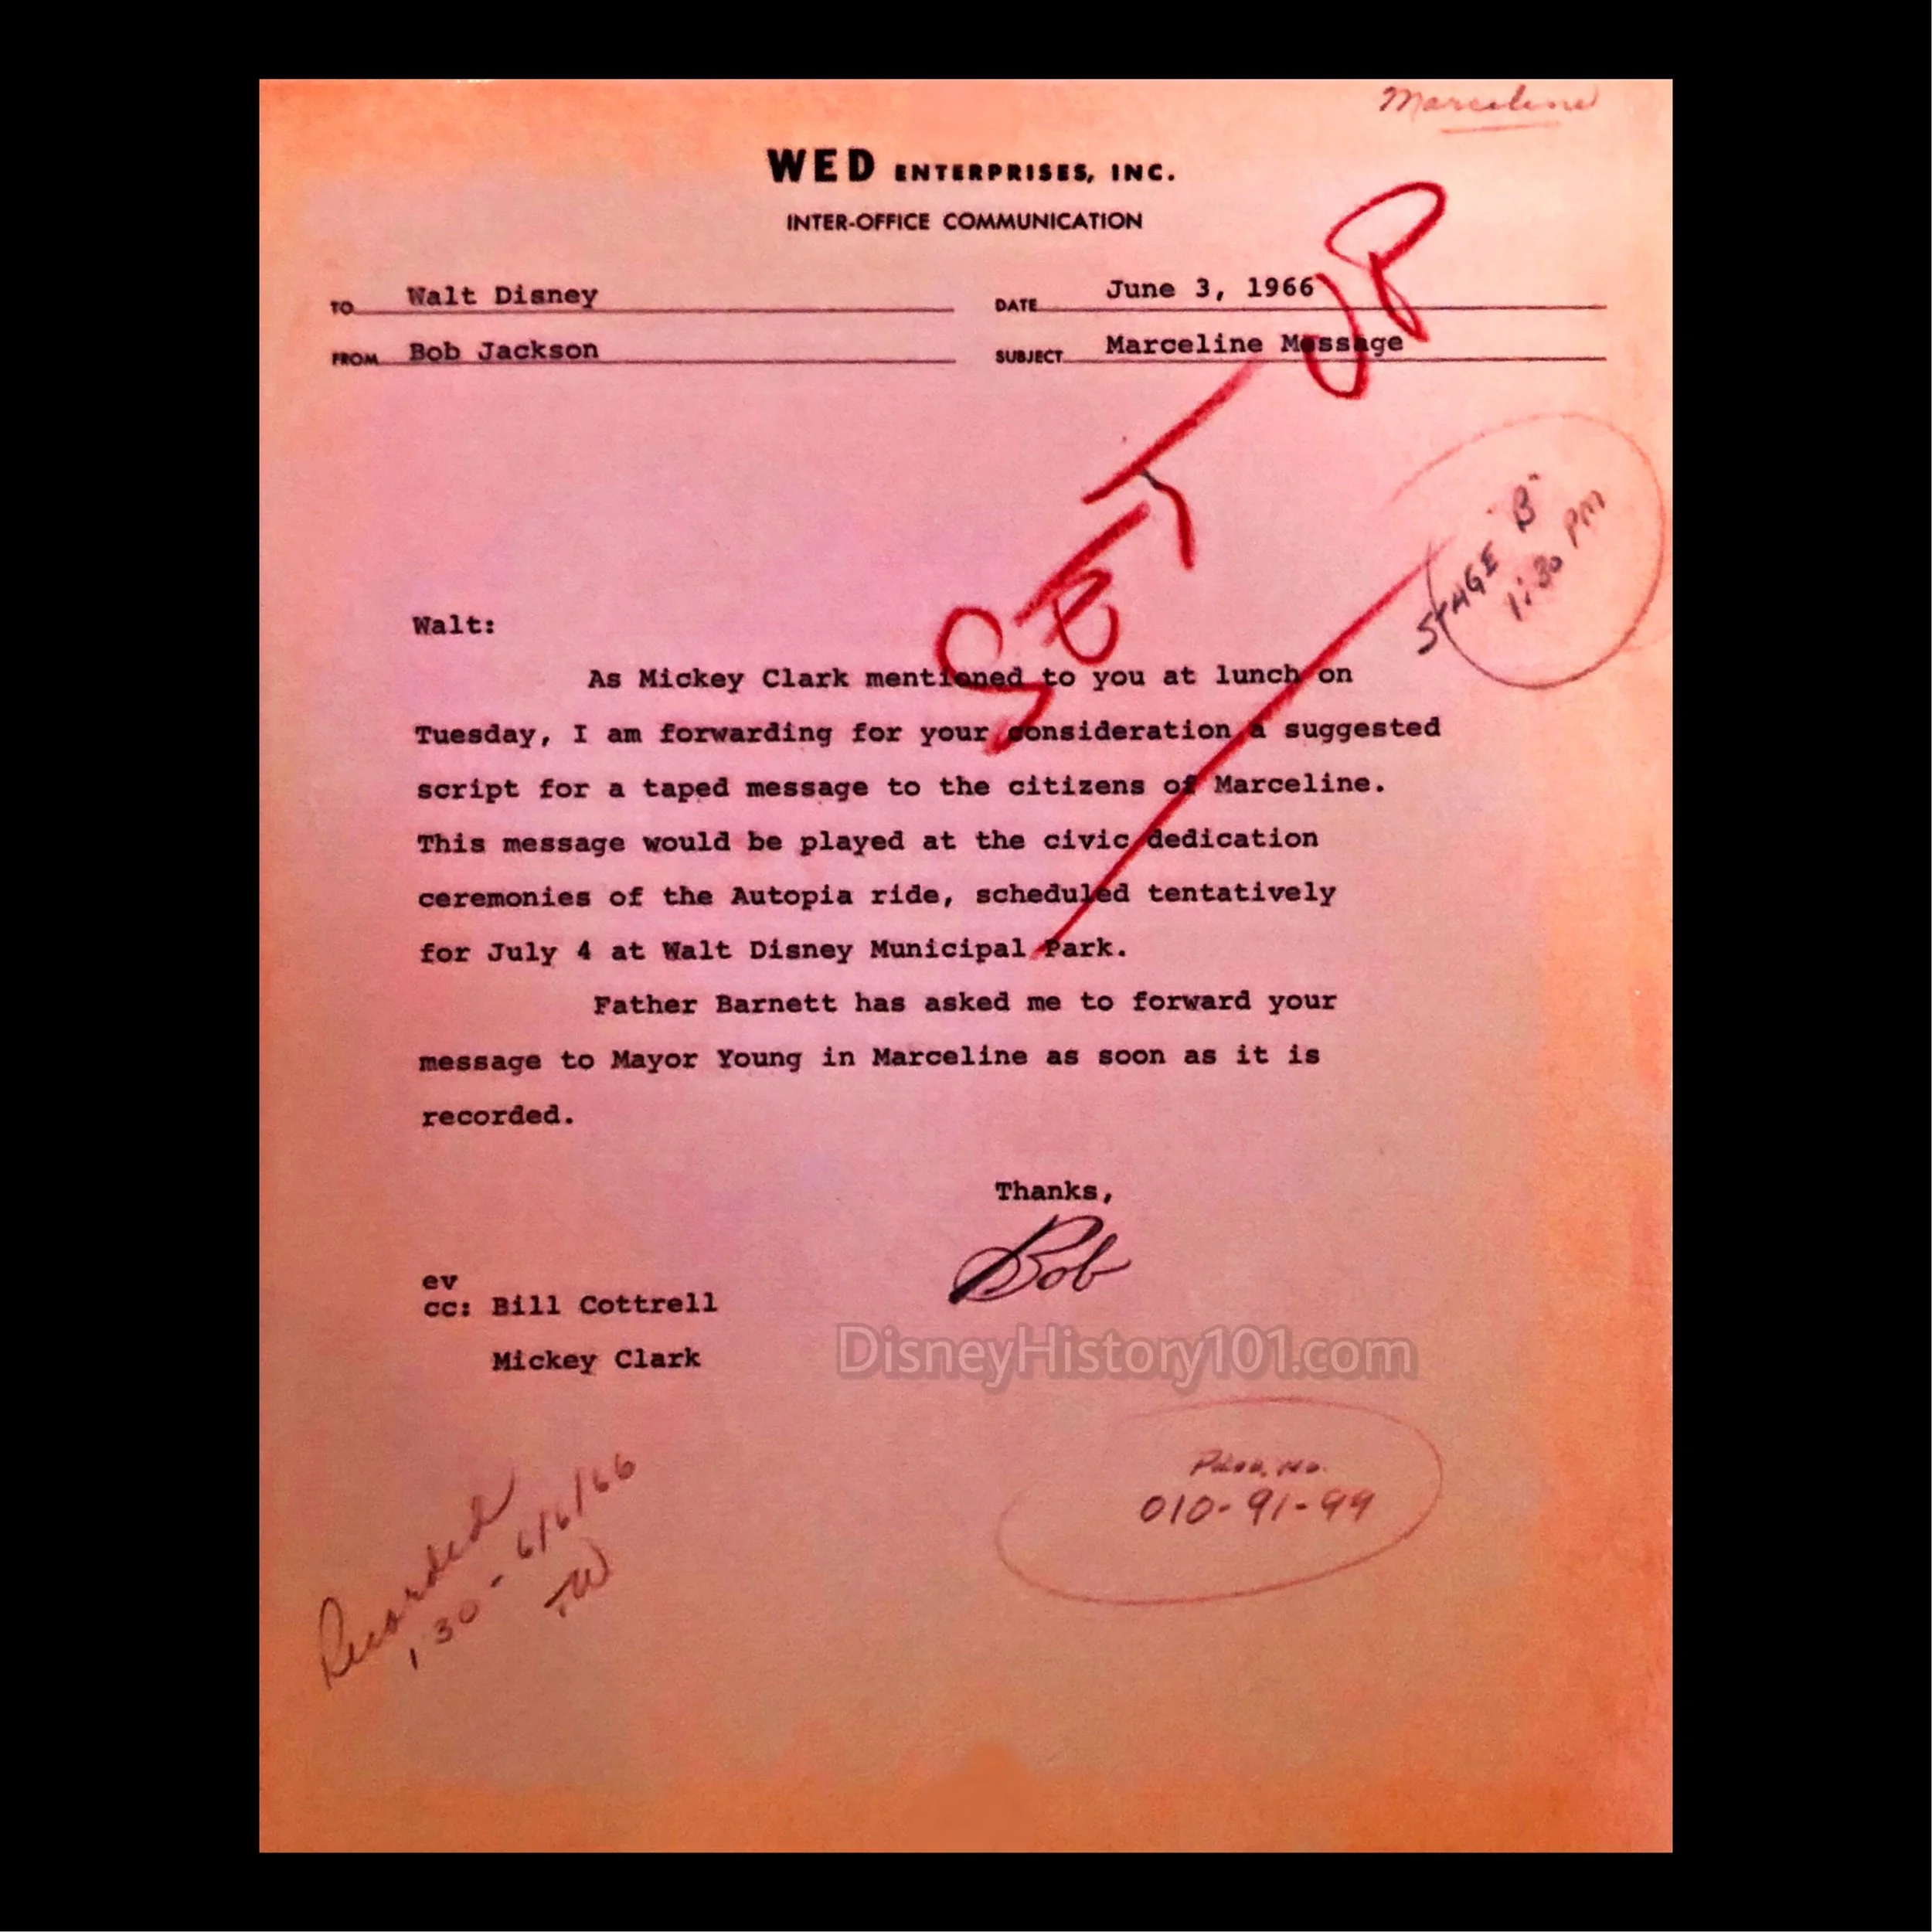 Marceline
WED ENTERPRISES, INC.
INTER-OFFICE COMMUNICATION
TO Walt Disney
DATE June 3, 1966
FROM Bob Jackson
SUBJECT Marceline Message
SET UP
STAGE "B"
1:30 PM
Walt:
As Mickey Clark mentioned to you at lunch on
Tuesday, I am forwarding for your consideration a suggested
script for a taped message to the citizens of Marceline.
This message would be played at the civic dedication
ceremonies of the Autopia ride, scheduled tentatively
for July 4 at Walt Disney Municipal Park.
Father Barnett has asked me to forward your
message to Mayor Young in Marceline as soon as it is
recorded.
Thanks,
Bob
ev
cc: Bill Cottrell
Mickey Clark
DisneyHistory101.com
Prod. No.
010-91-99
Recorded
1:30 - 6/6/66
TW